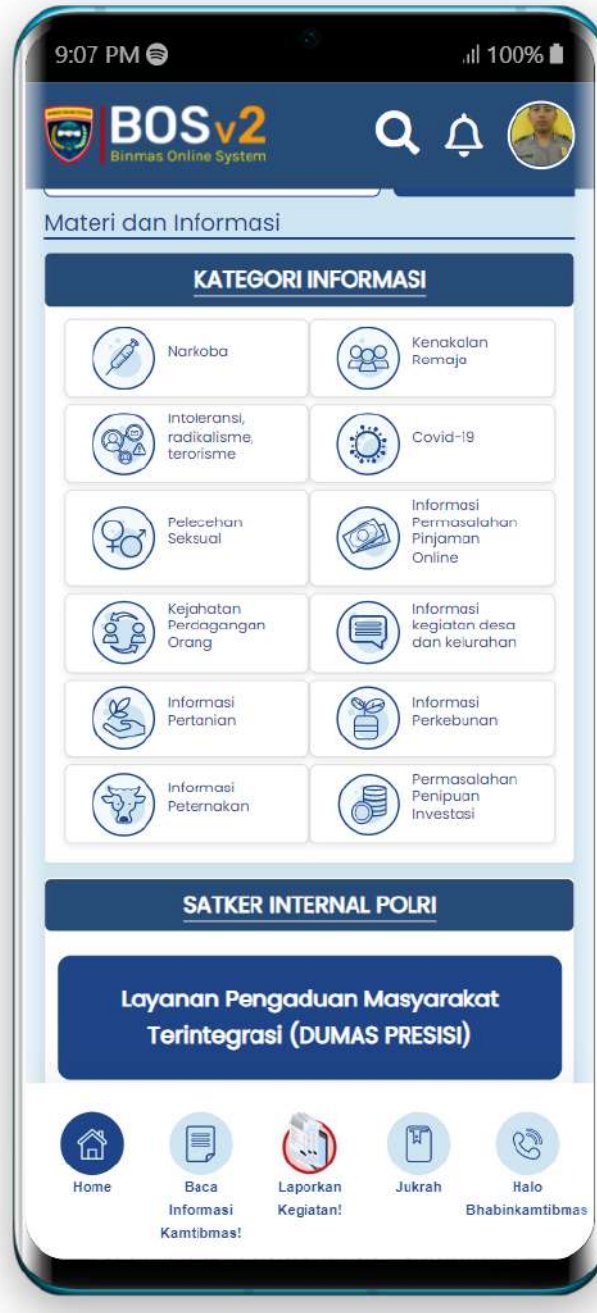 9:07 PM
100%
BOSv2
Binmas Online System
Materi dan Informasi
KATEGORI INFORMASI
Narkoba
Kenakalan
Remaja
Intoleransi,
radikalisme,
terorisme
Covid-19
Pelecehan
Seksual
Informasi
Permasalahan
Pinjaman
Online
Kejahatan
Perdagangan
Orang
Informasi
kegiatan desa
dan kelurahan
Informasi
Pertanian
Informasi
Perkebunan
Informasi
Peternakan
Permasalahan
Penipuan
Investasi
SATKER INTERNAL POLRI
Layanan Pengaduan Masyarakat
Terintegrasi (DUMAS PRESISI)
Home
Baca
Informasi
Kamtibmas!
Laporkan
Kegiatan!
Jukrah
Halo
Bhabinkamtibmas